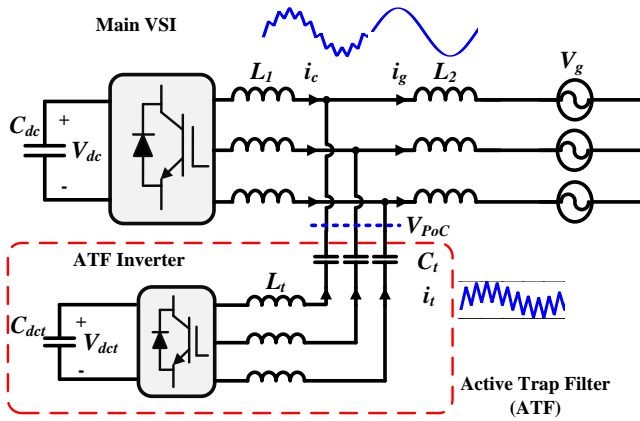 Main VSI
L1 ic ig L2 Vg
Cdc + Vdc -
VPoC
ATF Inverter
Lt Ct
it
Cdct + Vdct -
Active Trap Filter
(ATF)